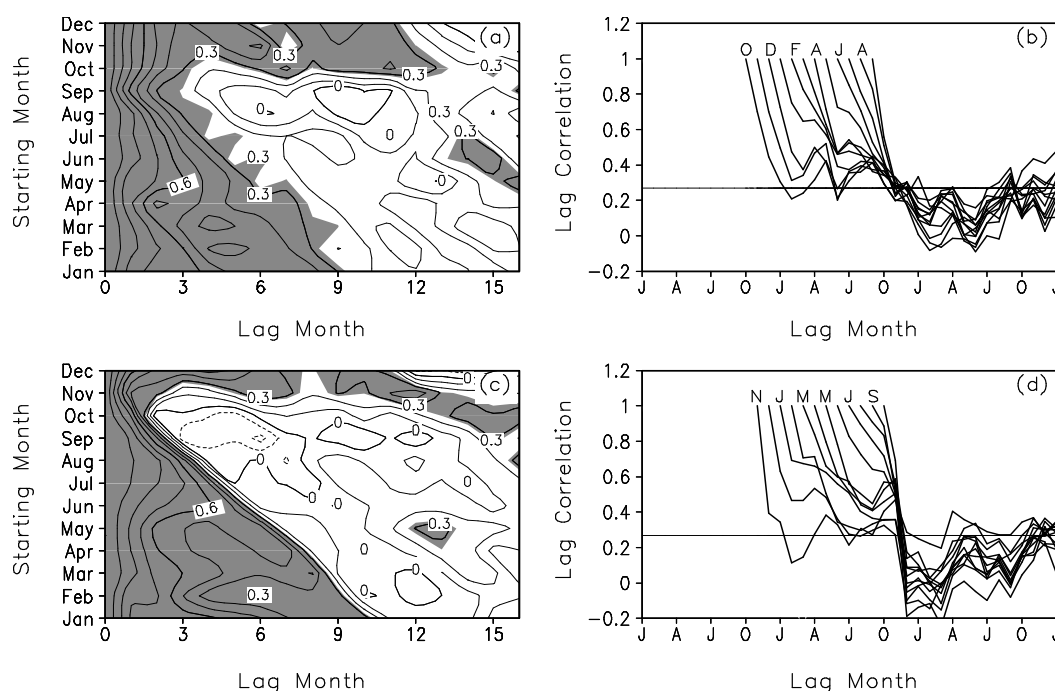 (a)
Starting Month
Dec
Nov
Oct
Sep
Aug
Jul
Jun
May
Apr
Mar
Feb
Jan
0.3
0.3
0.3
0.3
0.3
0.3
0.3
0.3
0.6
0
0
0
0
0 3 6 9 12 15
Lag Month
(b)
Lag Correlation
1.2
1
0.8
0.6
0.4
0.2
0
−0.2
O D F A J A
J A J O J A J O J A J O J
Lag Month
(c)
Starting Month
Dec
Nov
Oct
Sep
Aug
Jul
Jun
May
Apr
Mar
Feb
Jan
0.3
0.3
0.3
0.3
0.3
0.6
0
0
0
0
0
0
0
0 3 6 9 12 15
Lag Month
(d)
Lag Correlation
1.2
1
0.8
0.6
0.4
0.2
0
−0.2
N J M M J S
J A J O J A J O J A J O J
Lag Month